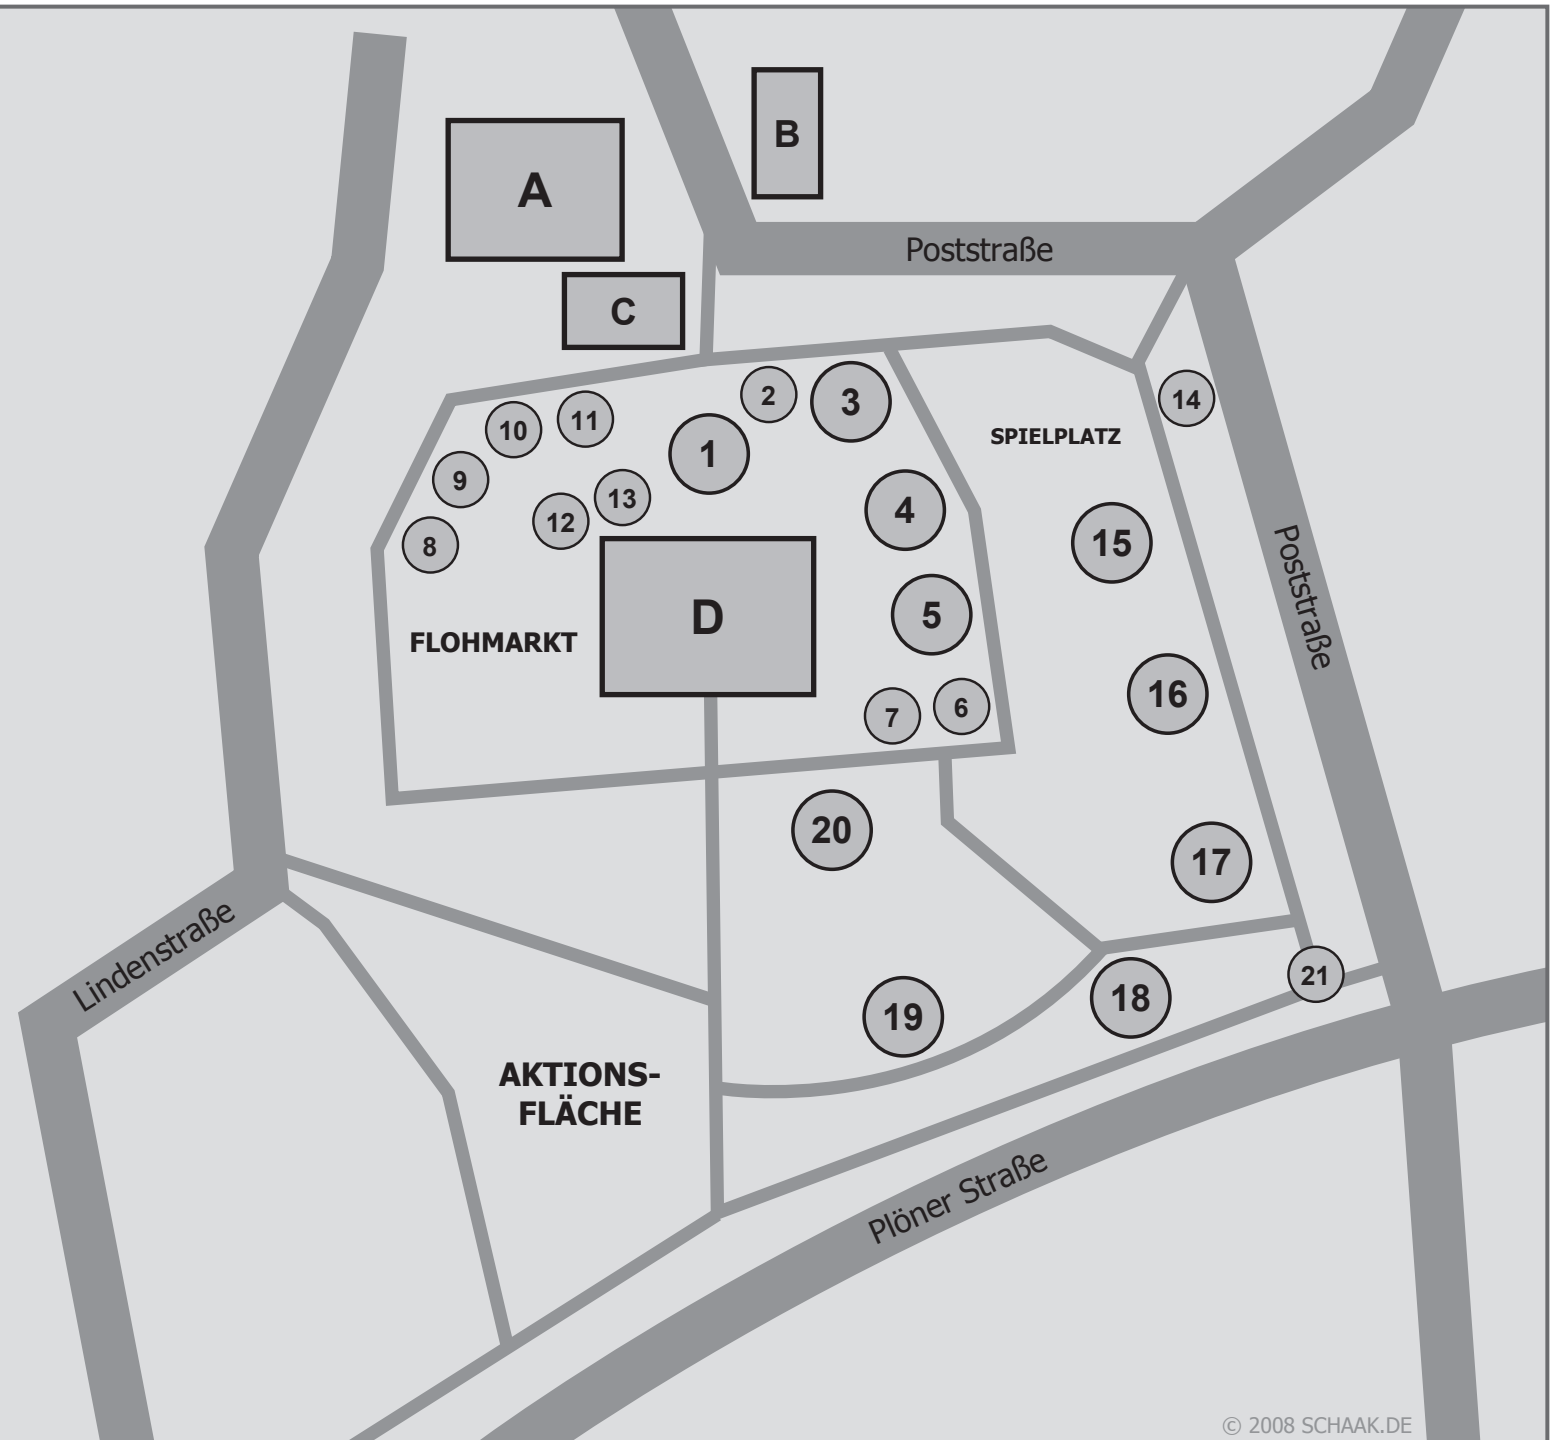 B
A
Poststraße
C
2
3
14
11
10
SPIELPLATZ
1
9
13
4
12
15
8
Poststraße
D
5
FLOHMARKT
16
6
7
20
17
Lindenstraße
21
18
19
AKTIONS-
FLÄCHE
Plöner Straße
© 2008 SCHAAK.DE